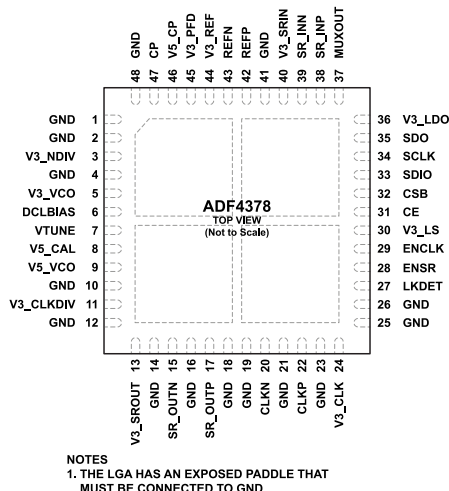 48 GND
47 CP
46 V5_CP
45 V3_PFD
44 V3_REF
43 REFN
42 REFP
41 GND
40 V3_SRIN
39 SR_INN
38 SR_INP
37 MUXOUT
GND 1
GND 2
V3_NDIV 3
GND 4
V3_VCO 5
DCLBIAS 6
VTUNE 7
V5_CAL 8
V5_VCO 9
GND 10
V3_CLKDIV 11
GND 12
ADF4378
TOP VIEW
(Not to Scale)
36 V3_LDO
35 SDO
34 SCLK
33 SDIO
32 CSB
31 CE
30 V3_LS
29 ENCLK
28 ENSR
27 LKDET
26 GND
25 GND
V3_SROUT 13
GND 14
SR_OUTN 15
GND 16
SR_OUTP 17
GND 18
GND 19
CLKN 20
GND 21
CLKP 22
GND 23
V3_CLK 24
NOTES
1. THE LGA HAS AN EXPOSED PADDLE THAT
MUST BE CONNECTED TO GND